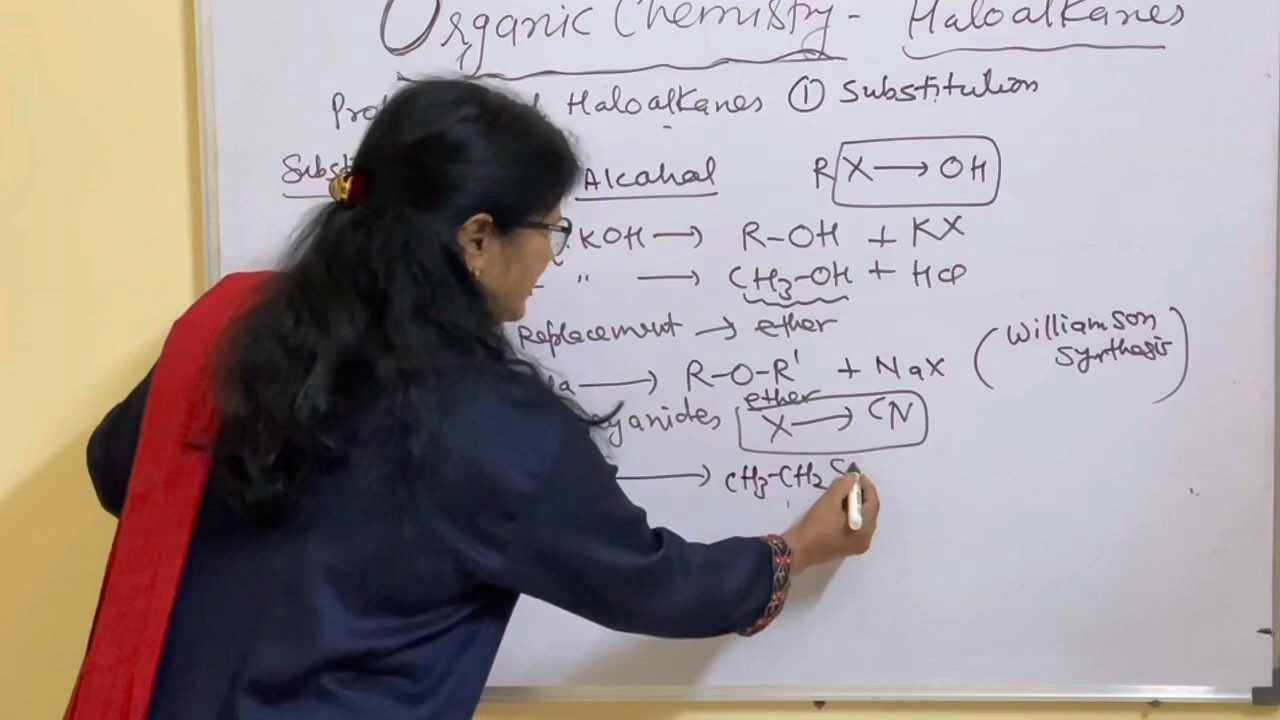 Organic Chemistry - Haloalkanes
Haloalkanes ① Substitution
Alcahal R X → OH
KOH → R-OH + KX
" → CH3-OH + HCl
Replacement → ether
→ R-O-R' + NaX (Williamson Synthesis)
ether
X → CN
→ CH3-CH2